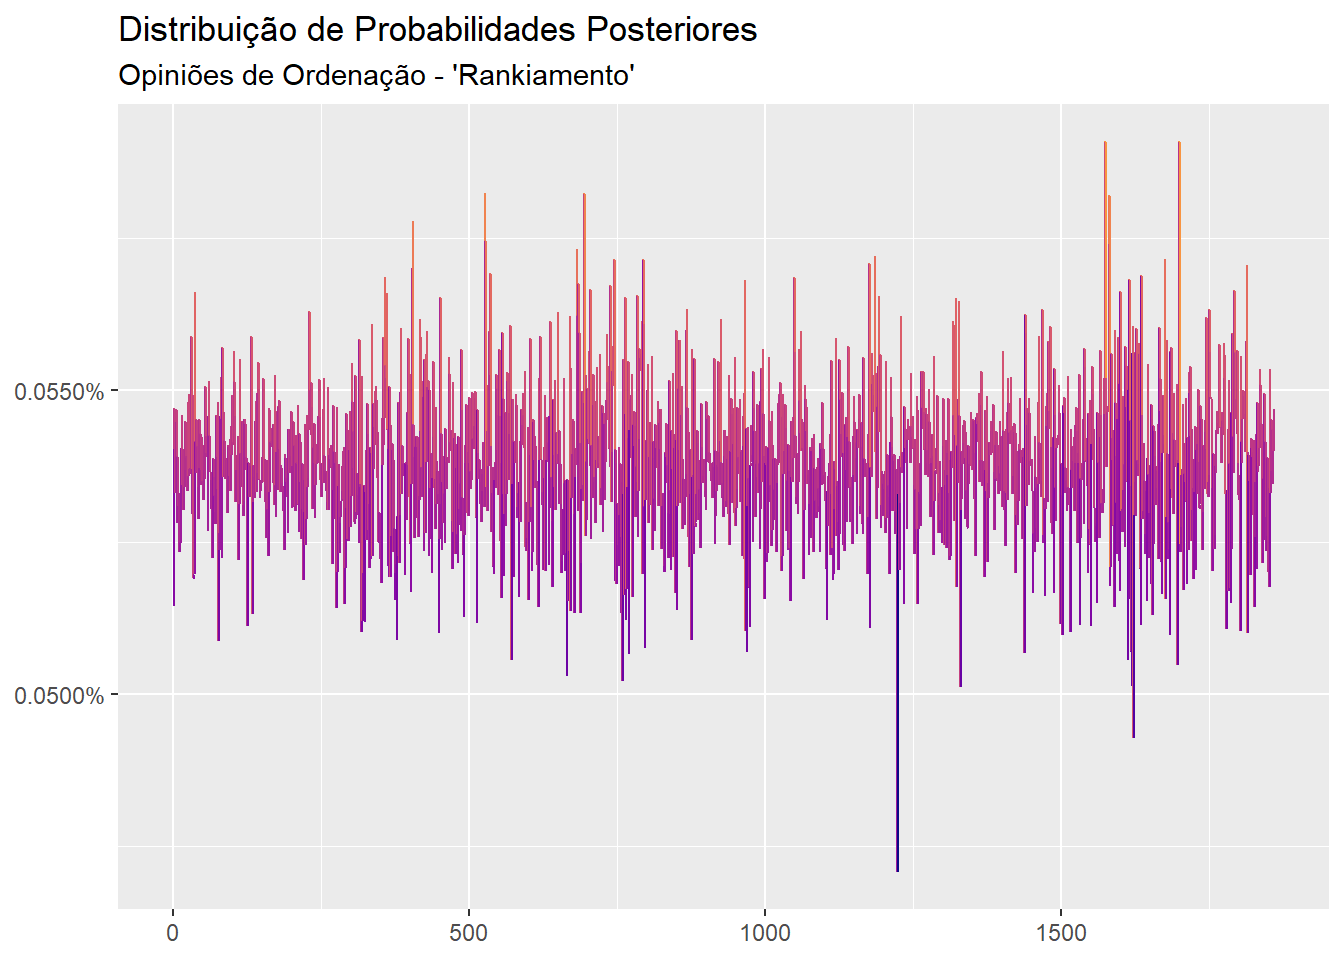 Distribuição de Probabilidades Posteriores
Opiniões de Ordenação - 'Rankiamento'
0.0550%
0.0500%
0 500 1000 1500